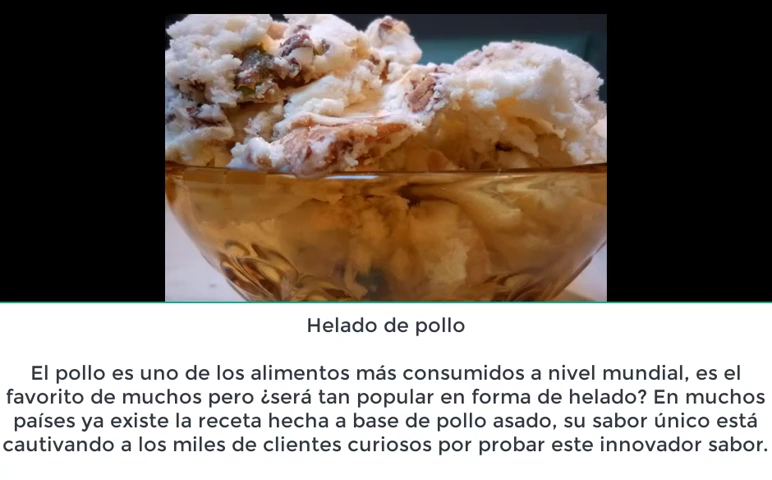 Helado de pollo
El pollo es uno de los alimentos más consumidos a nivel mundial, es el
favorito de muchos pero ¿será tan popular en forma de helado? En muchos
países ya existe la receta hecha a base de pollo asado, su sabor único está
cautivando a los miles de clientes curiosos por probar este innovador sabor.